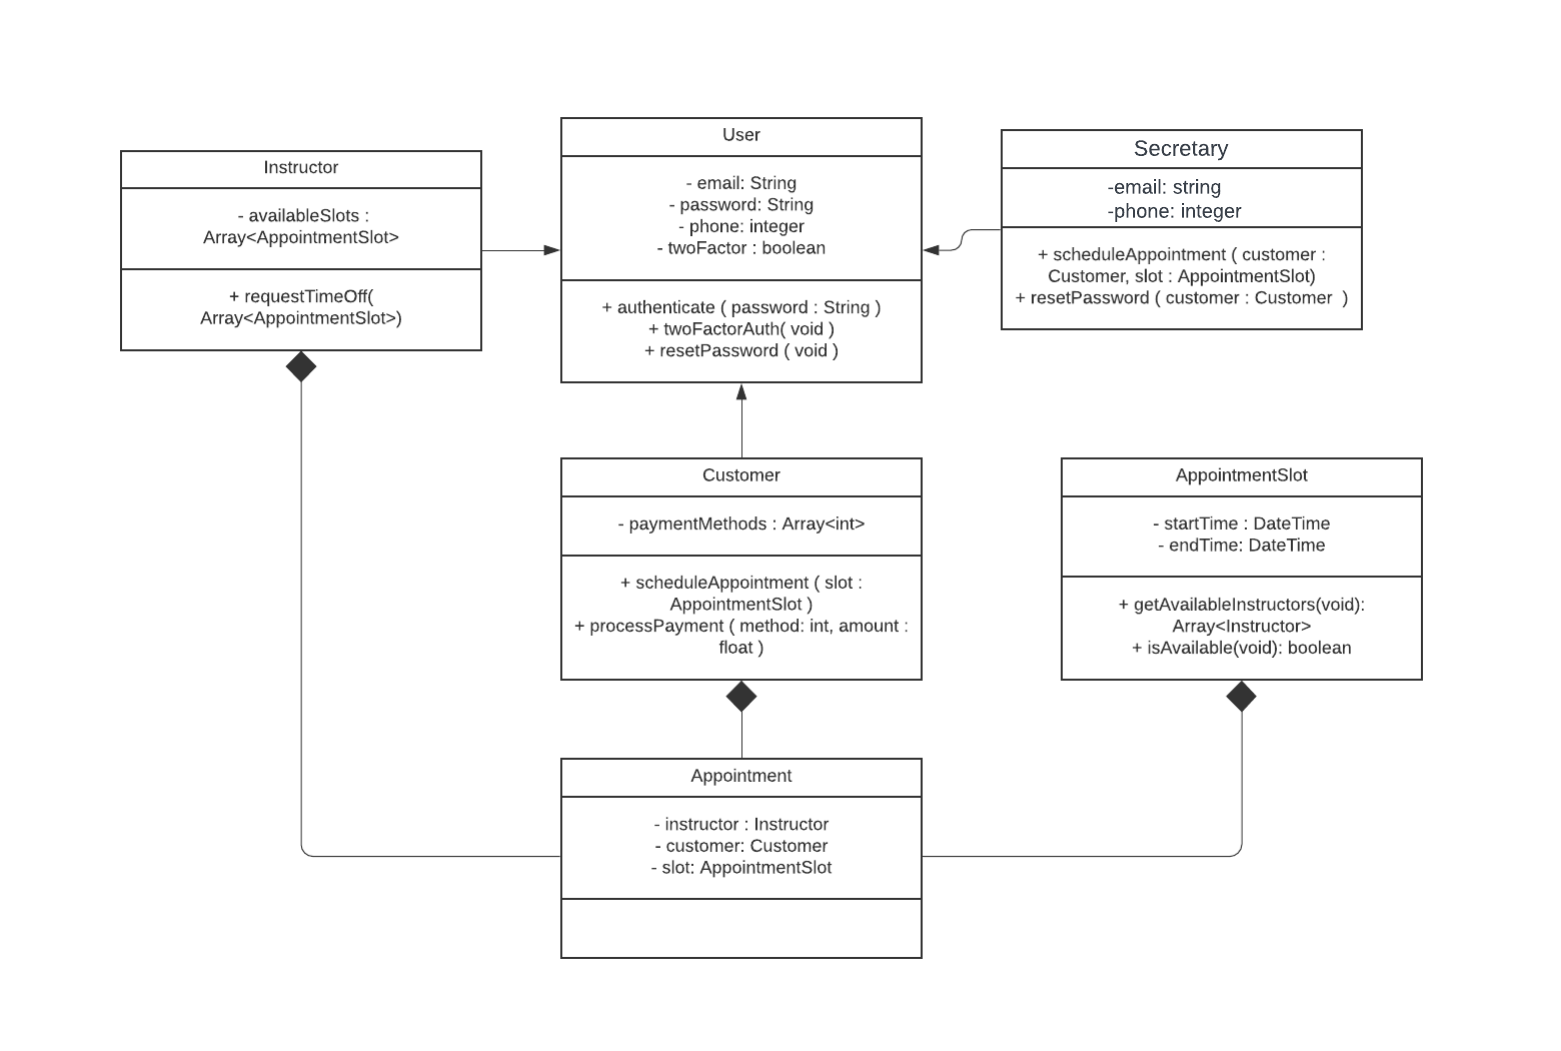 Instructor
- availableSlots :
Array<AppointmentSlot>
+ requestTimeOff(
Array<AppointmentSlot>)
User
- email: String
- password: String
- phone: integer
- twoFactor : boolean
+ authenticate ( password : String )
+ twoFactorAuth( void )
+ resetPassword ( void )
Secretary
-email: string
-phone: integer
+ scheduleAppointment ( customer :
Customer, slot : AppointmentSlot)
+ resetPassword ( customer : Customer )
Customer
- paymentMethods : Array<int>
+ scheduleAppointment ( slot :
AppointmentSlot )
+ processPayment ( method: int, amount :
float )
AppointmentSlot
- startTime : DateTime
- endTime: DateTime
+ getAvailableInstructors(void):
Array<Instructor>
+ isAvailable(void): boolean
Appointment
- instructor : Instructor
- customer: Customer
- slot: AppointmentSlot